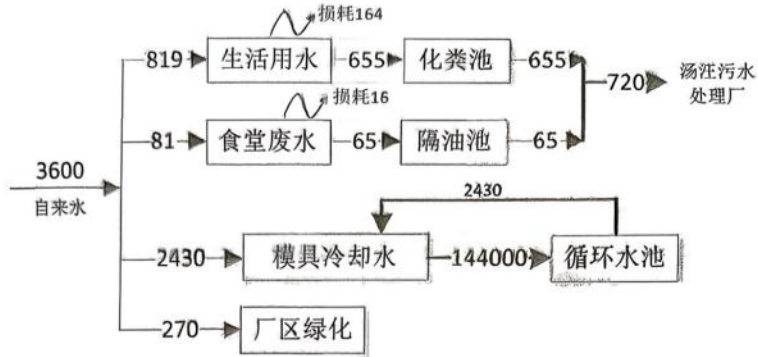 损耗164
819
生活用水
655
化粪池
655
720
汤汪污水
处理厂
损耗16
81
食堂废水
65
隔油池
65
3600
自来水
2430
2430
模具冷却水
144000
循环水池
270
厂区绿化